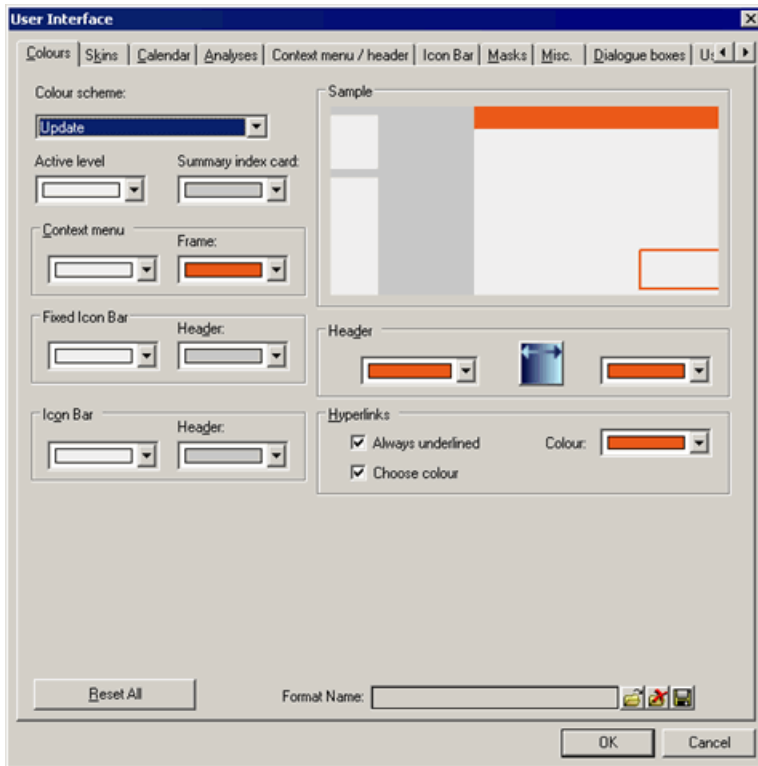 User Interface
Colours Skins Calendar Analyses Context menu / header Icon Bar Masks Misc. Dialogue boxes
Colour scheme:
Update
Active level Summary index card:
Context menu
Frame:
Fixed Icon Bar
Header:
Icon Bar
Header:
Sample
Header
Hyperlinks
Always underlined Colour:
Choose colour
Reset All Format Name:
OK Cancel